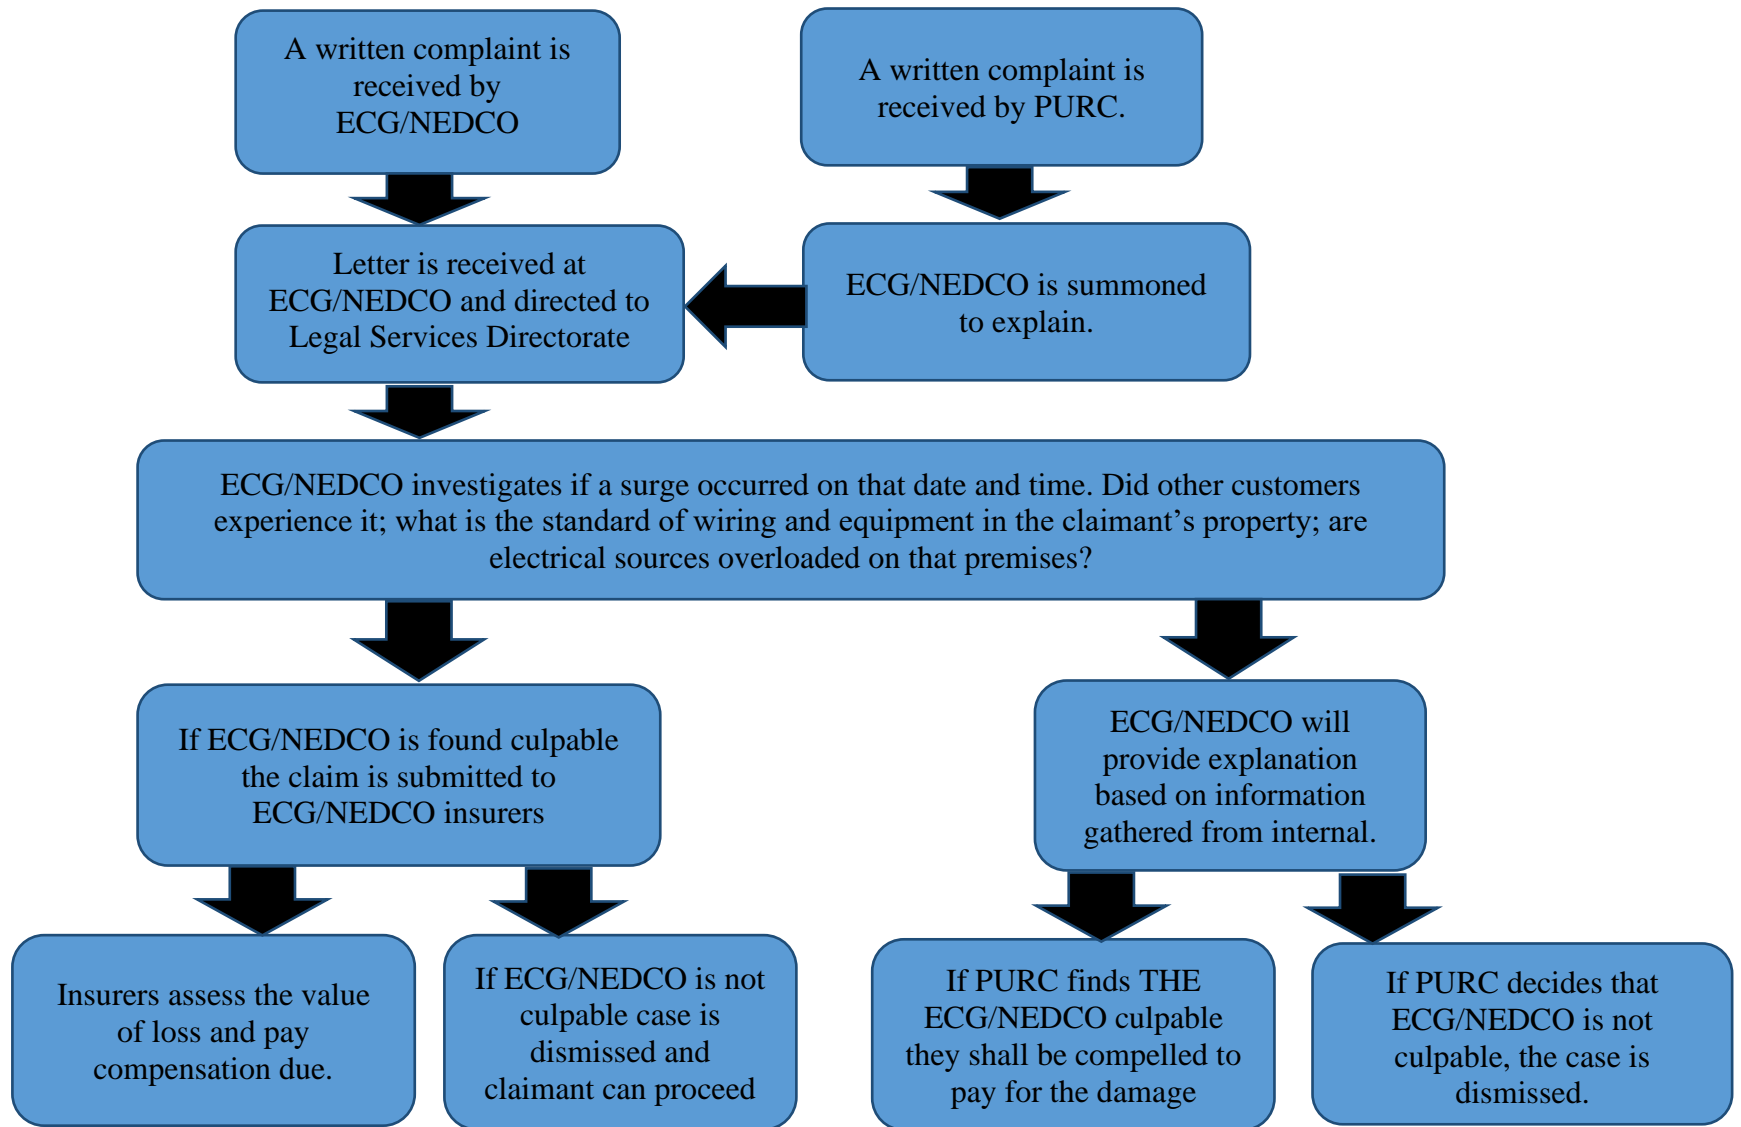 A written complaint is
received by
ECG/NEDCO
A written complaint is
received by PURC.
Letter is received at
ECG/NEDCO and directed to
Legal Services Directorate
ECG/NEDCO is summoned
to explain.
ECG/NEDCO investigates if a surge occurred on that date and time. Did other customers
experience it; what is the standard of wiring and equipment in the claimant’s property; are
electrical sources overloaded on that premises?
If ECG/NEDCO is found culpable
the claim is submitted to
ECG/NEDCO insurers
ECG/NEDCO will
provide explanation
based on information
gathered from internal.
Insurers assess the value
of loss and pay
compensation due.
If ECG/NEDCO is not
culpable case is
dismissed and
claimant can proceed
If PURC finds THE
ECG/NEDCO culpable
they shall be compelled to
pay for the damage
If PURC decides that
ECG/NEDCO is not
culpable, the case is
dismissed.